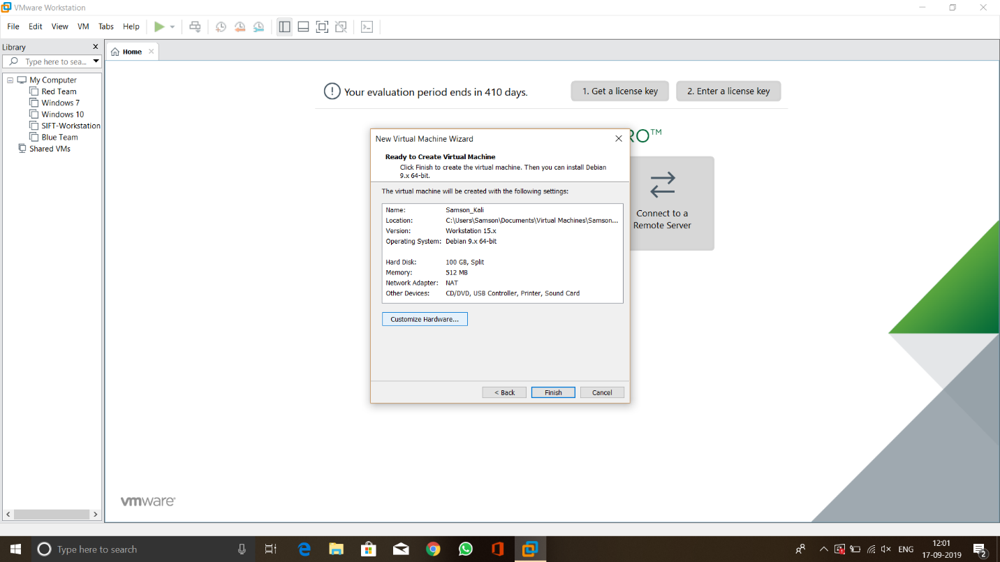 VMware Workstation
File Edit View VM Tabs Help
Library
Type here to sea...
My Computer
Red Team
Windows 7
Windows 10
SIFT-Workstation
Blue Team
Shared VMs
Home
Your evaluation period ends in 410 days.
1. Get a license key
2. Enter a license key
RO™
Connect to a
Remote Server
New Virtual Machine Wizard
Ready to Create Virtual Machine
Click Finish to create the virtual machine. Then you can install Debian
9.x 64-bit.
The virtual machine will be created with the following settings:
Name: Samson_Kali
Location: C:\Users\Samson\Documents\Virtual Machines\Samson...
Version: Workstation 15.x
Operating System: Debian 9.x 64-bit
Hard Disk: 100 GB, Split
Memory: 512 MB
Network Adapter: NAT
Other Devices: CD/DVD, USB Controller, Printer, Sound Card
Customize Hardware...
< Back
Finish
Cancel
vmware
Type here to search
ENG
12:01
17-09-2019
2